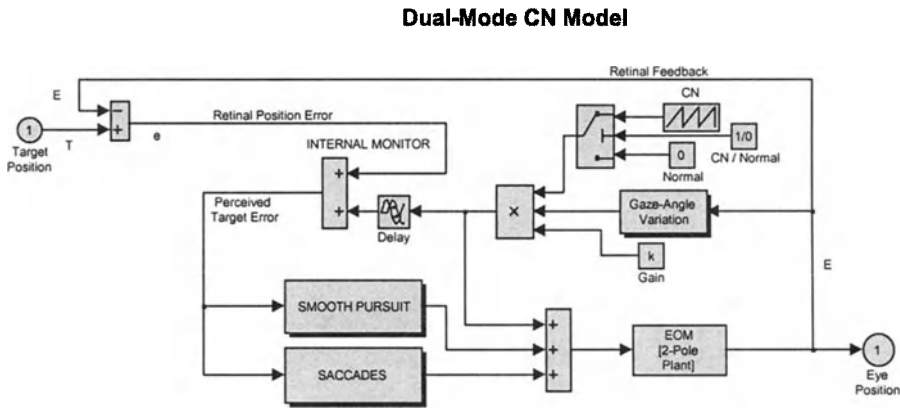 Dual-Mode CN Model
Retinal Feedback
E
CN
Retinal Position Error
1
T
e
Target
Position
INTERNAL MONITOR
1/0
CN / Normal
0
Normal
Perceived
Target Error
+
+
Delay
×
Gaze-Angle
Variation
k
Gain
E
SMOOTH PURSUIT
SACCADES
+
+
+
EOM
[2-Pole
Plant]
1
Eye
Position
−
+